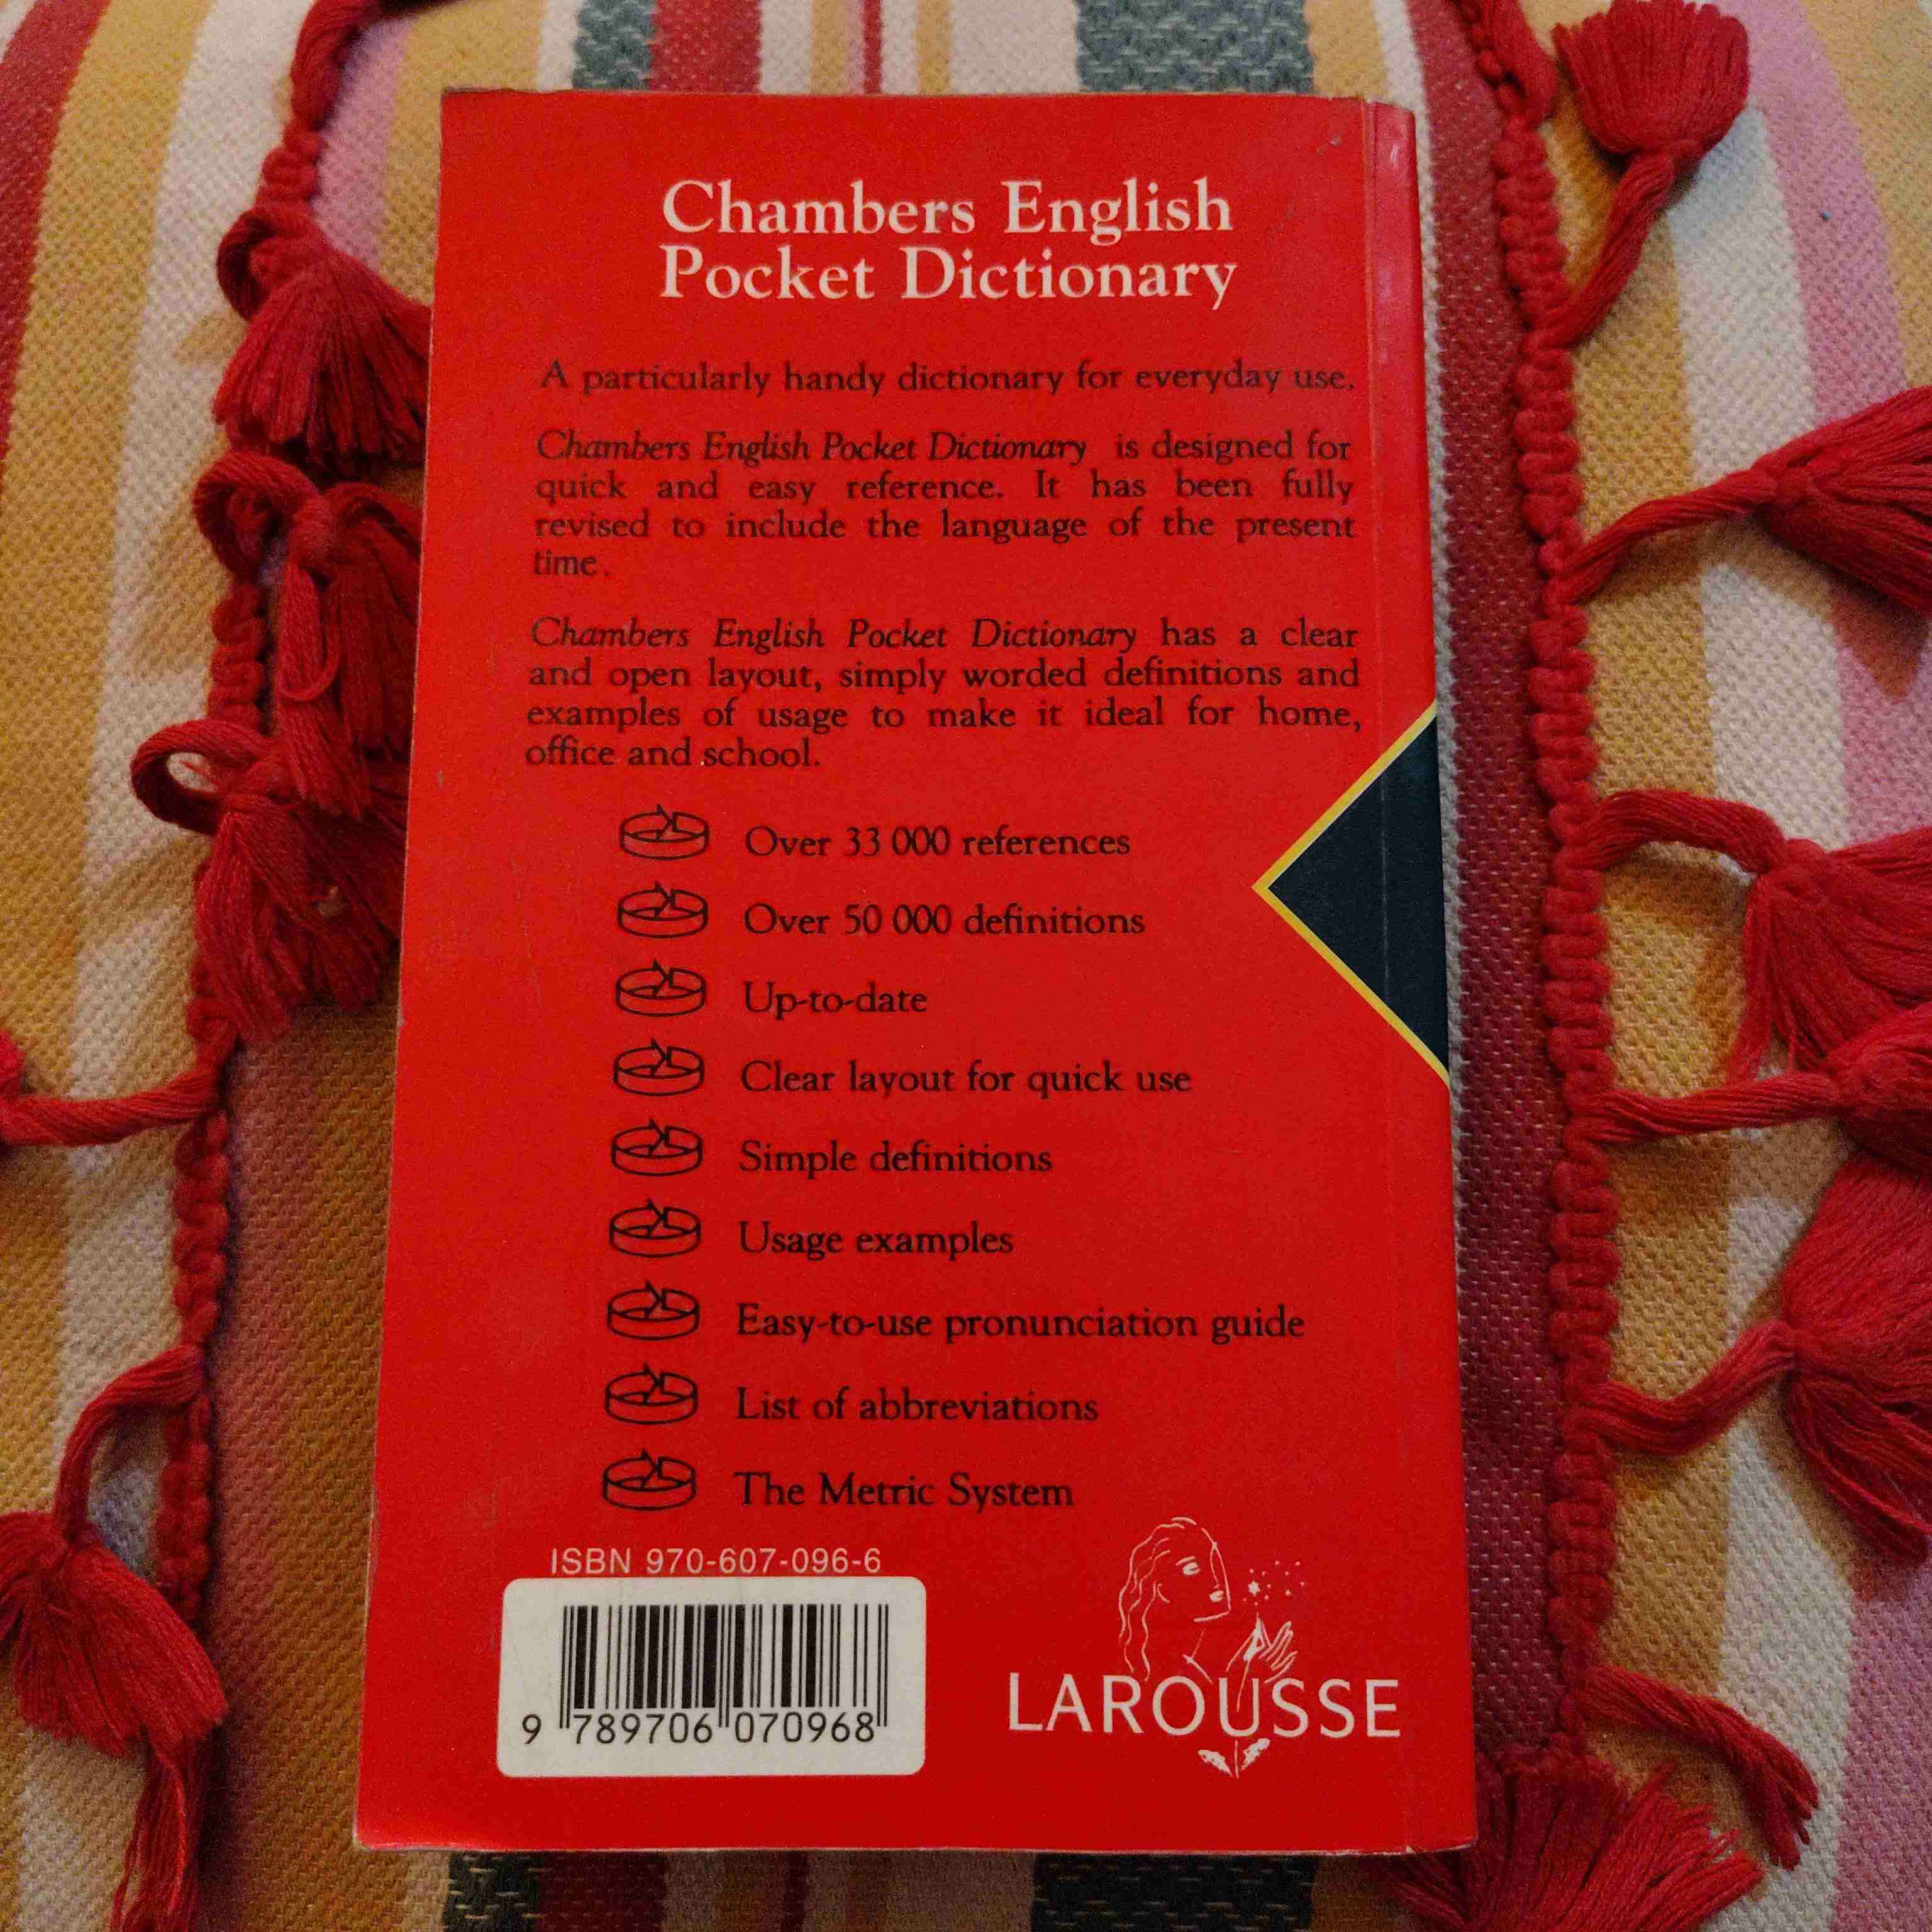 Chambers English
Pocket Dictionary
A particularly handy dictionary for everyday use.
Chambers English Pocket Dictionary is designed for
quick and easy reference. It has been fully
revised to include the language of the present
time.
Chambers English Pocket Dictionary has a clear
and open layout, simply worded definitions and
examples of usage to make it ideal for home,
office and school.
Over 33 000 references
Over 50 000 definitions
Up-to-date
Clear layout for quick use
Simple definitions
Usage examples
Easy-to-use pronunciation guide
List of abbreviations
The Metric System
ISBN 970-607-096-6
9 789706 070968
LAROUSSE